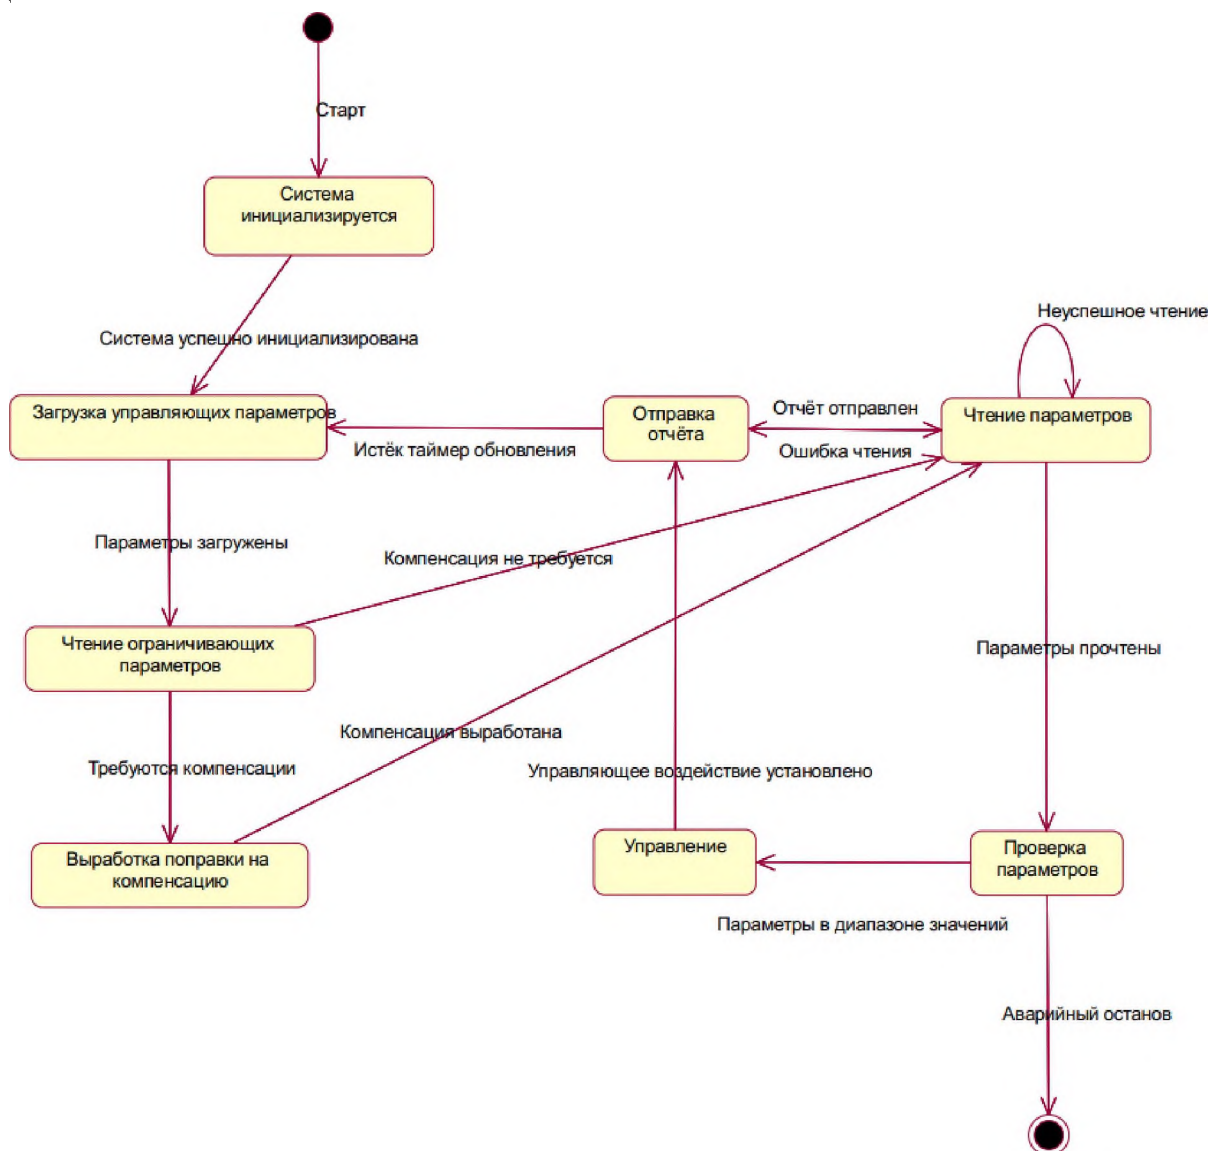 Старт
Система
инициализируется
Система успешно инициализирована
Неуспешное чтение
Загрузка управляющих параметров
Отправка
отчёта
Отчёт отправлен
Чтение параметров
Истёк таймер обновления
Ошибка чтения
Параметры загружены
Компенсация не требуется
Чтение ограничивающих
параметров
Параметры прочтены
Компенсация выработана
Требуются компенсации
Управляющее воздействие установлено
Выработка поправки на
компенсацию
Управление
Проверка
параметров
Параметры в диапазоне значений
Аварийный останов